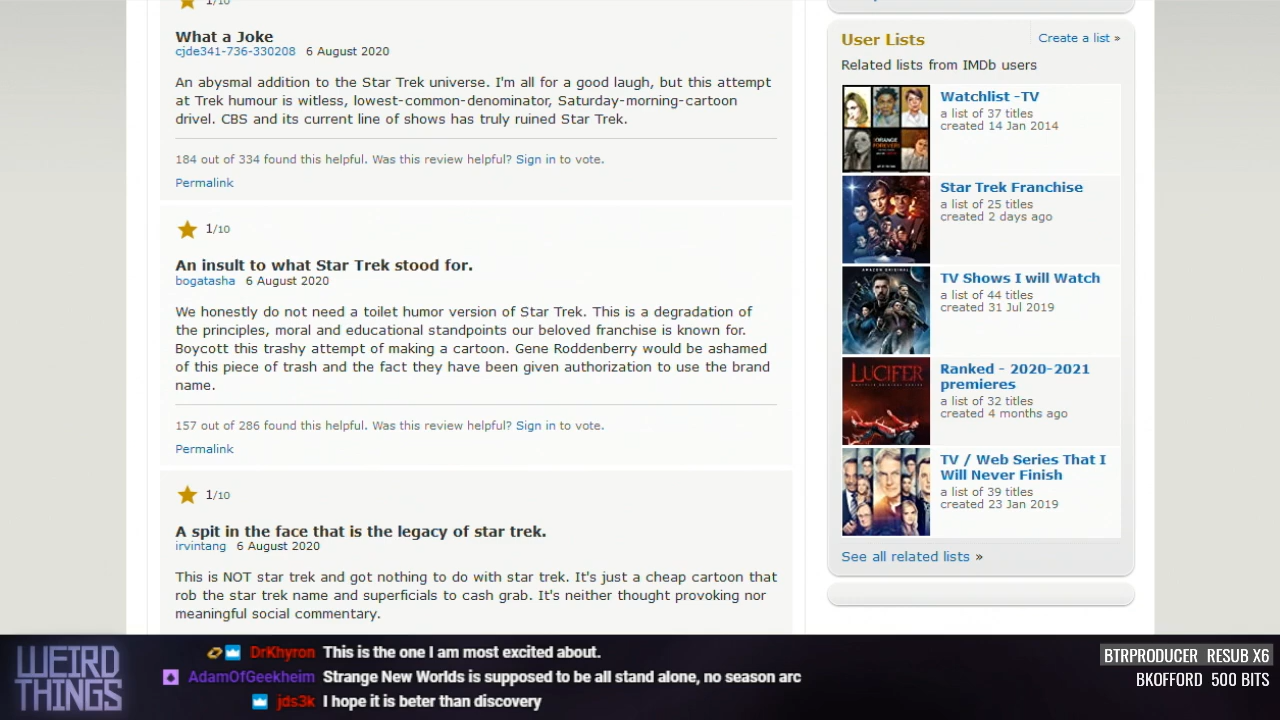 1/10
What a Joke
cjde341-736-330208 6 August 2020
An abysmal addition to the Star Trek universe. I'm all for a good laugh, but this attempt
at Trek humour is witless, lowest-common-denominator, Saturday-morning-cartoon
drivel. CBS and its current line of shows has truly ruined Star Trek.
184 out of 334 found this helpful. Was this review helpful? Sign in to vote.
Permalink
1/10
An insult to what Star Trek stood for.
bogatasha 6 August 2020
We honestly do not need a toilet humor version of Star Trek. This is a degradation of
the principles, moral and educational standpoints our beloved franchise is known for.
Boycott this trashy attempt of making a cartoon. Gene Roddenberry would be ashamed
of this piece of trash and the fact they have been given authorization to use the brand
name.
157 out of 286 found this helpful. Was this review helpful? Sign in to vote.
Permalink
1/10
A spit in the face that is the legacy of star trek.
irvintang 6 August 2020
This is NOT star trek and got nothing to do with star trek. It's just a cheap cartoon that
rob the star trek name and superficials to cash grab. It's neither thought provoking nor
meaningful social commentary.
User Lists
Create a list »
Related lists from IMDb users
Watchlist -TV
a list of 37 titles
created 14 Jan 2014
Star Trek Franchise
a list of 25 titles
created 2 days ago
TV Shows I will Watch
a list of 44 titles
created 31 Jul 2019
LUCIFER
Ranked - 2020-2021
premieres
a list of 32 titles
created 4 months ago
TV / Web Series That I
Will Never Finish
a list of 39 titles
created 23 Jan 2019
See all related lists »
WEIRD
THINGS
DrKhyron This is the one I am most excited about.
AdamOfGeekheim Strange New Worlds is supposed to be all stand alone, no season arc
jds3k I hope it is beter than discovery
BTRPRODUCER RESUB X6
BKOFFORD 500 BITS